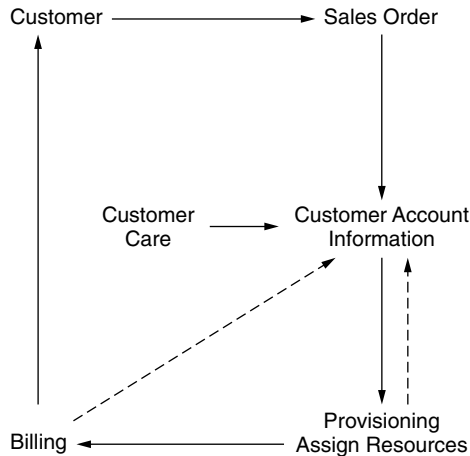 Customer
Sales Order
Customer
Care
Customer Account
Information
Billing
Provisioning
Assign Resources